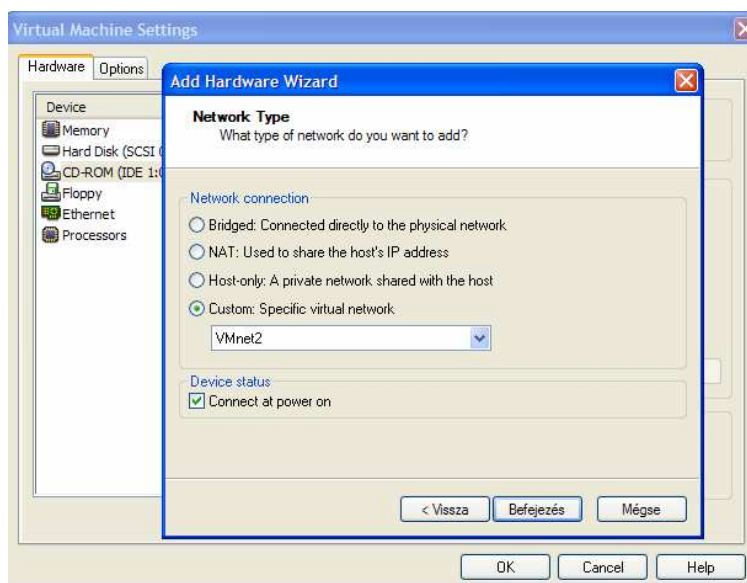 Virtual Machine Settings
Hardware
Options
Device
Memory
Hard Disk (SCSI
CD-ROM (IDE 1:
Floppy
Ethernet
Processors
Add Hardware Wizard
Network Type
What type of network do you want to add?
Network connection
Bridged: Connected directly to the physical network
NAT: Used to share the host's IP address
Host-only: A private network shared with the host
Custom: Specific virtual network
VMnet2
Device status
Connect at power on
< Vissza
Befejezés
Mégse
OK
Cancel
Help